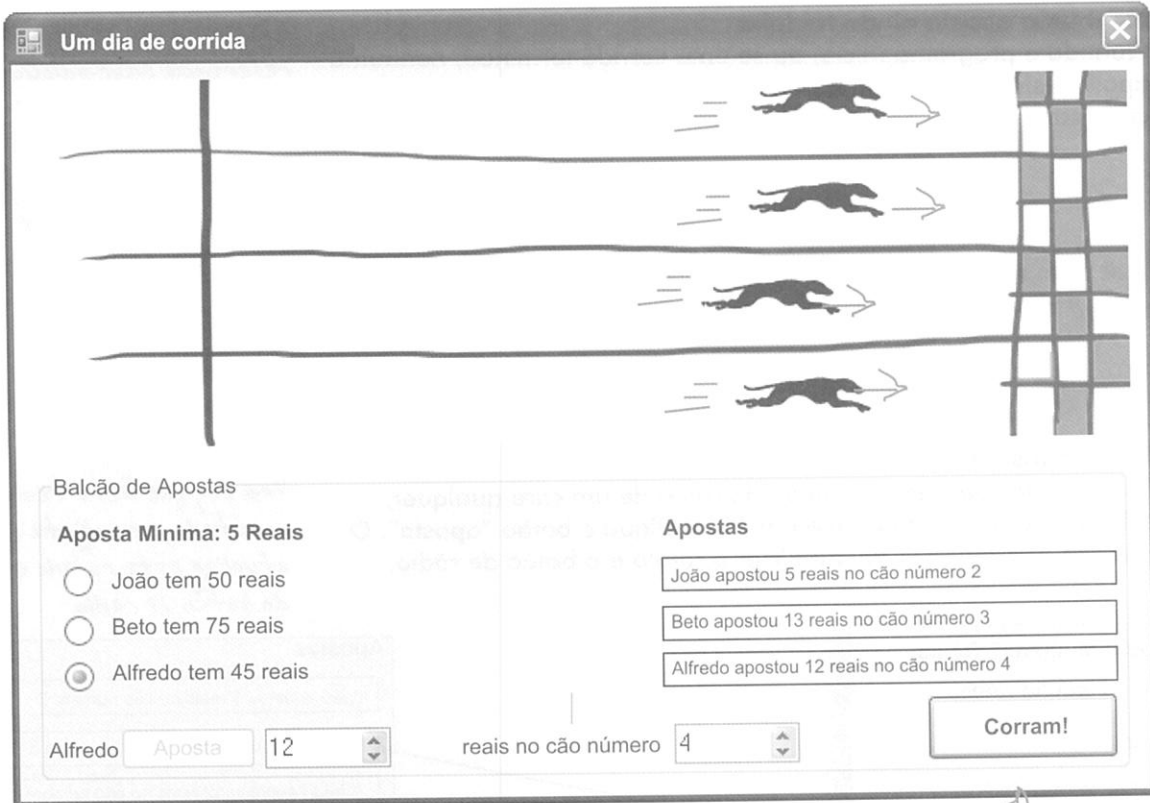 Um dia de corrida
Balcão de Apostas
Aposta Mínima: 5 Reais
João tem 50 reais
Beto tem 75 reais
Alfredo tem 45 reais
Apostas
João apostou 5 reais no cão número 2
Beto apostou 13 reais no cão número 3
Alfredo apostou 12 reais no cão número 4
Alfredo Aposta 12 reais no cão número 4
Corram!